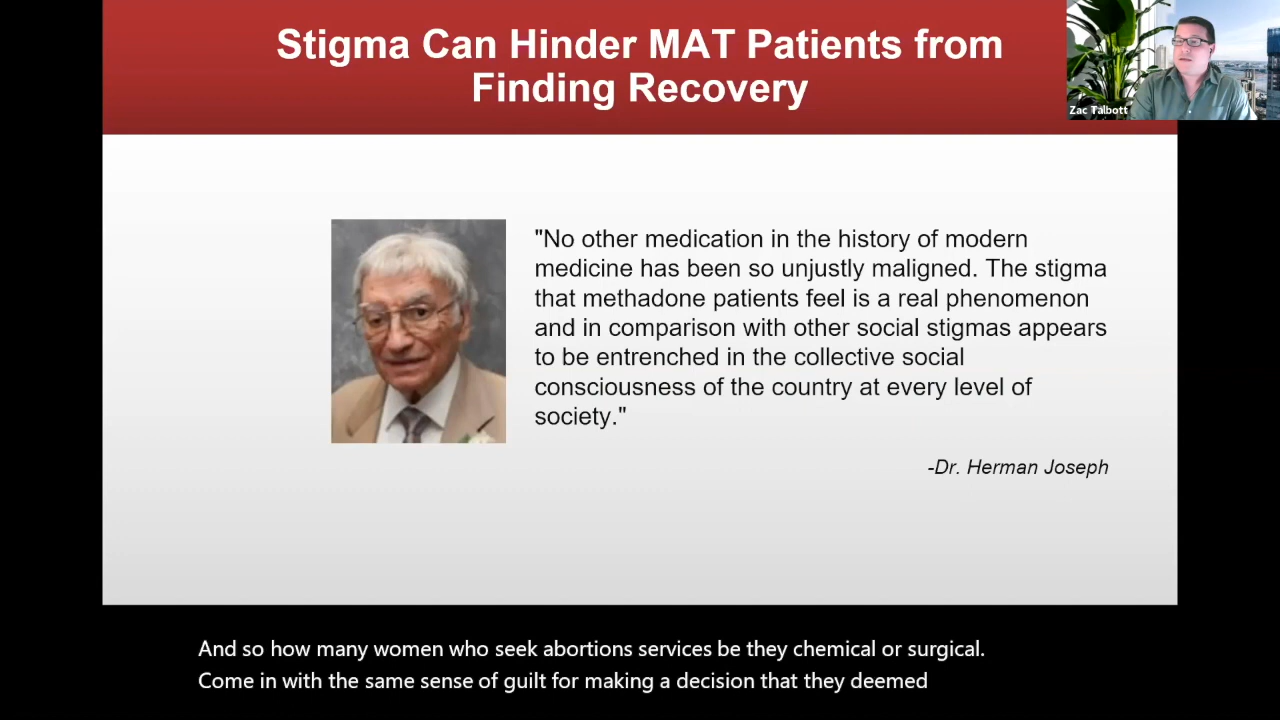 Stigma Can Hinder MAT Patients from
Finding Recovery
Zac Talbott
"No other medication in the history of modern
medicine has been so unjustly maligned. The stigma
that methadone patients feel is a real phenomenon
and in comparison with other social stigmas appears
to be entrenched in the collective social
consciousness of the country at every level of
society."
-Dr. Herman Joseph
And so how many women who seek abortions services be they chemical or surgical.
Come in with the same sense of guilt for making a decision that they deemed